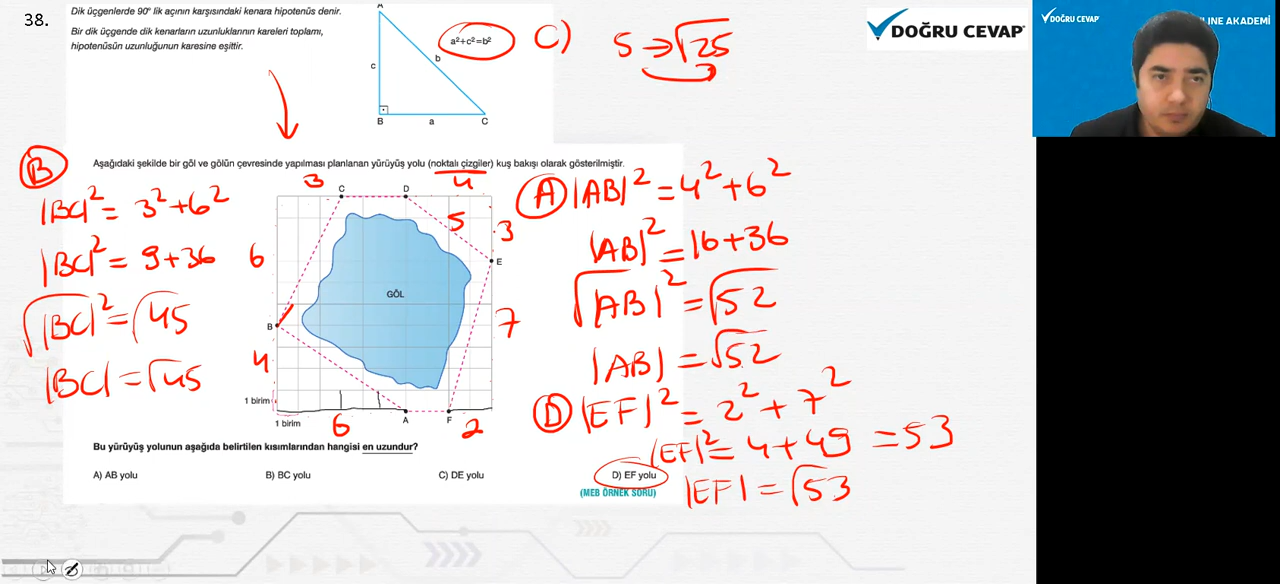 38.
Dik üçgenlerde 90° lik açının karşısındaki kenara hipotenüs denir.
Bir dik üçgende dik kenarların uzunluklarının kareleri toplamı,
hipotenüsün uzunluğunun karesine eşittir.
A
c
b
B
a
C
a²+c²=b²
C) 5 → √25
DOĞRU CEVAP
DOĞRU CEVAP
INE AKADEMİ
Aşağıdaki şekilde bir göl ve gölün çevresinde yapılması planlanan yürüyüş yolu (noktalı çizgiler) kuş bakışı olarak gösterilmiştir.
B
|BC|² = 3²+6²
|BC|² = 9+36
√|BC|² = √45
|BC| = √45
3
4
C
D
5
3
E
6
GÖL
7
B
4
1 birim
1 birim
6
A
F
2
A |AB|² = 4²+6²
|AB|² = 16+36
√|AB|² = √52
|AB| = √52
D |EF|² = 2²+7²
|EF|² = 4+49 = 53
|EF| = √53
Bu yürüyüş yolunun aşağıda belirtilen kısımlarından hangisi en uzundur?
A) AB yolu
B) BC yolu
C) DE yolu
D) EF yolu
(MEB ÖRNEK SORU)